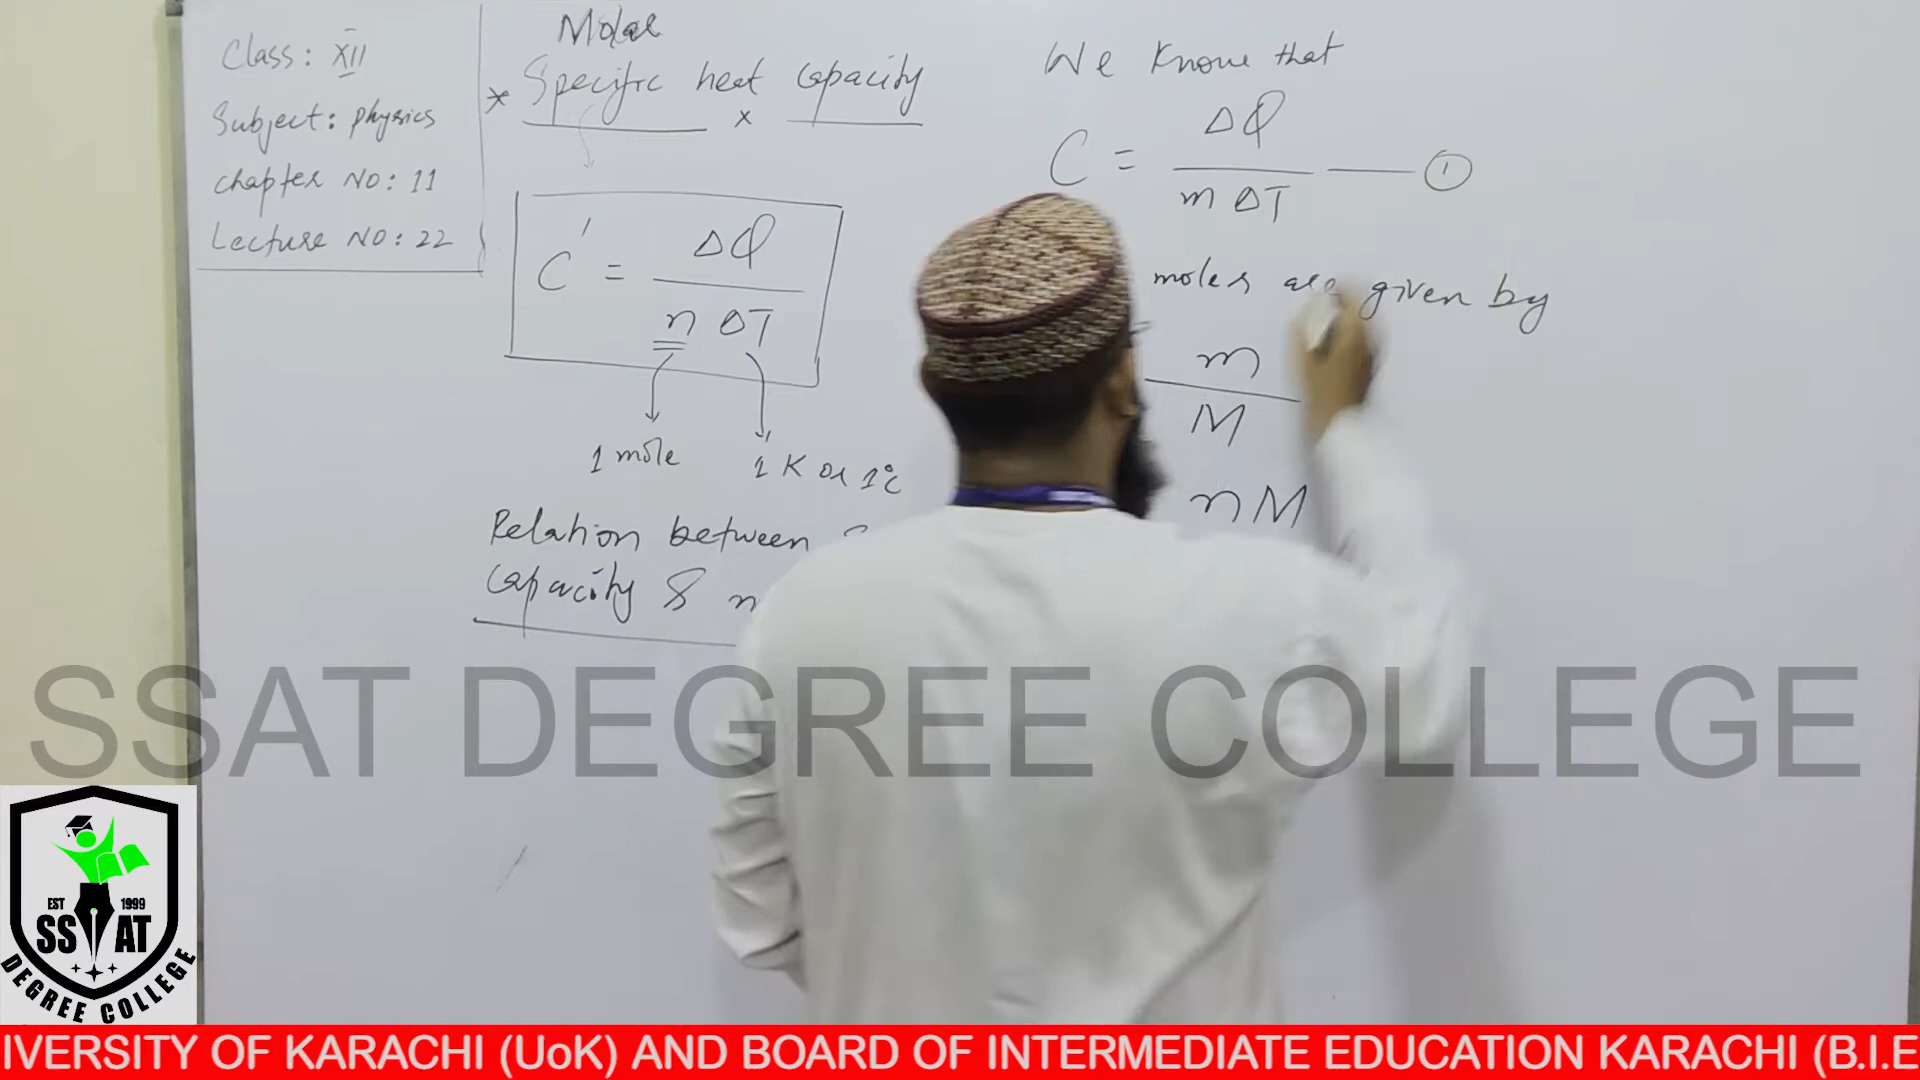 Class: XII
Subject: physics
chapter NO: 11
Lecture NO: 22
Molar
* Specific heat capacity
x
C' = ΔQ / n ΔT
1 mole
1 K or 1°C
Relation between
capacity &
We know that
C = ΔQ / m ΔT — ①
moles are given by
m / M
nM
SSAT DEGREE COLLEGE
EST 1999
SSAT
DEGREE COLLEGE
IVERSITY OF KARACHI (UoK) AND BOARD OF INTERMEDIATE EDUCATION KARACHI (B.I.E